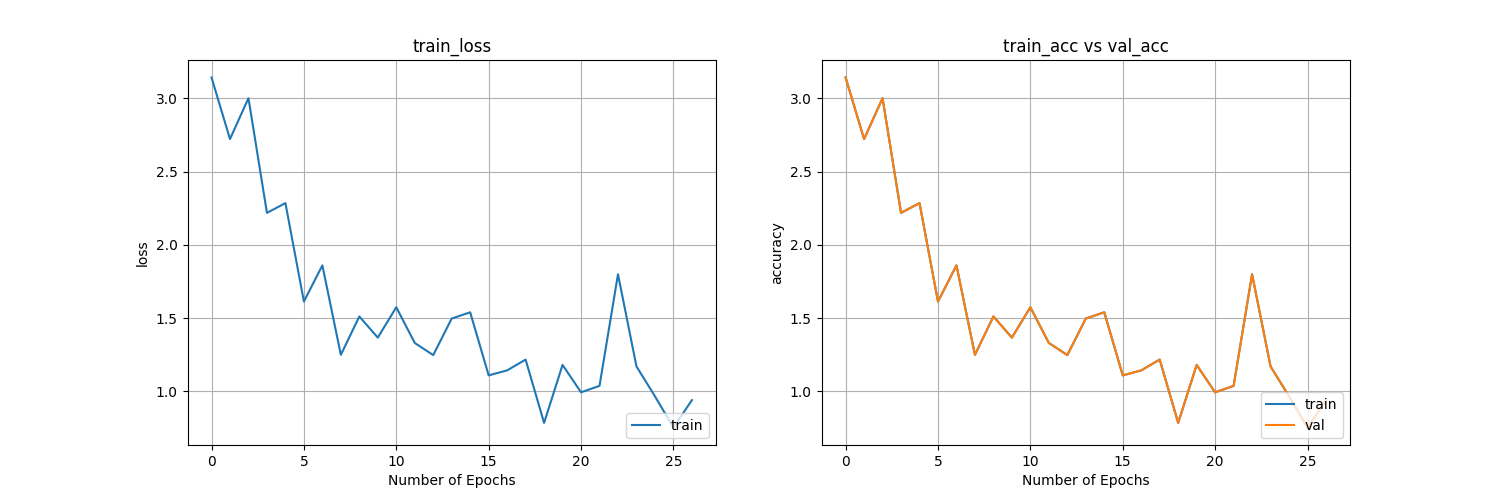 train_loss
3.0
2.5
2.0
1.5
1.0
loss
0 5 10 15 20 25
Number of Epochs
train
train_acc vs val_acc
3.0
2.5
2.0
1.5
1.0
accuracy
0 5 10 15 20 25
Number of Epochs
train
val